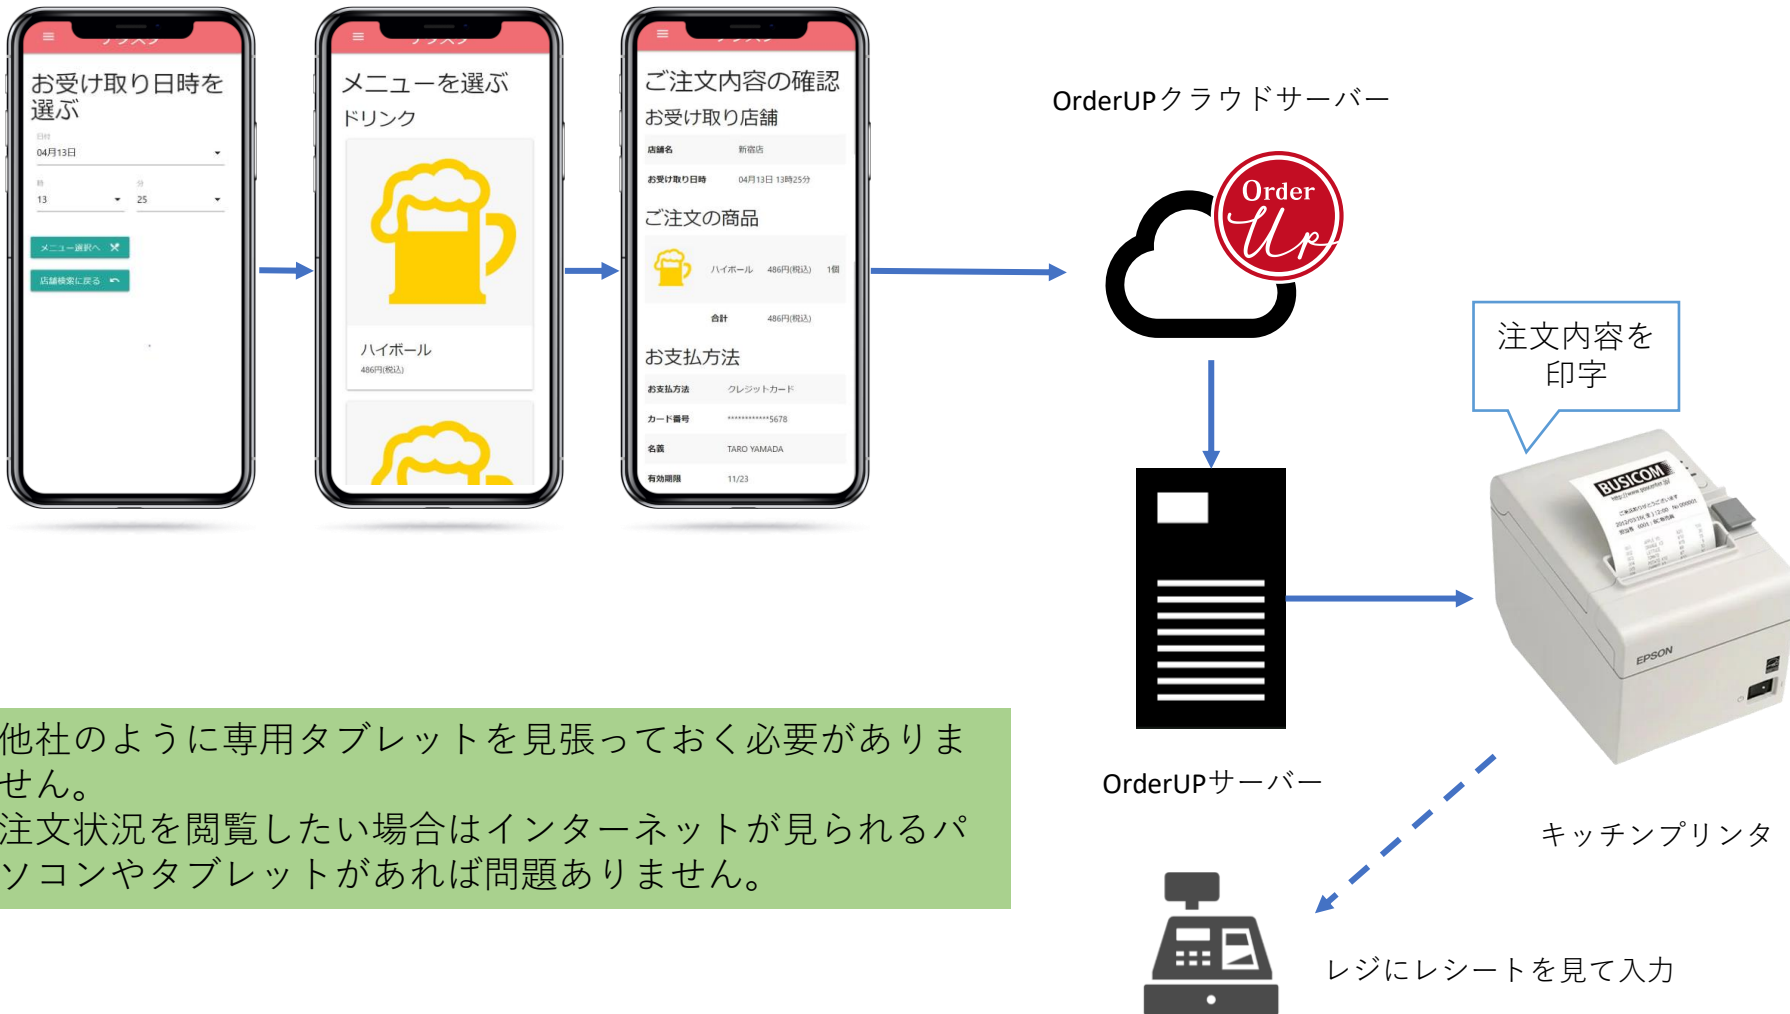 お受け取り日時を
選ぶ
日付
04月13日
時
分
13
25
メニュー選択へ
店舗検索に戻る
メニューを選ぶ
ドリンク
ハイボール
486円(税込)
ご注文内容の確認
お受け取り店舗
店舗名 新宿店
お受け取り日時 04月13日 13時25分
ご注文の商品
ハイボール 486円(税込) 1個
合計 486円(税込)
お支払方法
お支払方法 クレジットカード
カード番号 ************5678
名義 TARO YAMADA
有効期限 11/23
OrderUPクラウドサーバー
Order
Up
OrderUPサーバー
注文内容を
印字
BUSICOM
http://www.poscenter.jp/
EPSON
キッチンプリンタ
レジにレシートを見て入力
他社のように専用タブレットを見張っておく必要がありま
せん。
注文状況を閲覧したい場合はインターネットが見られるパ
ソコンやタブレットがあれば問題ありません。